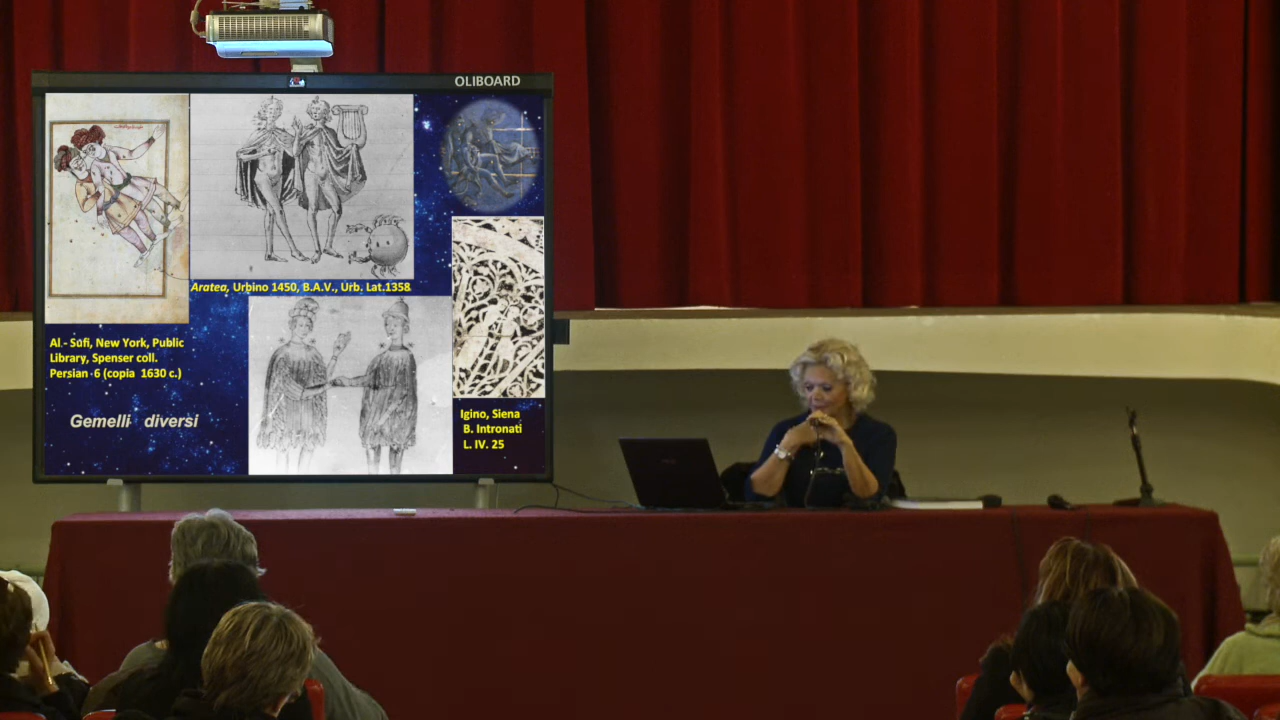 OLIBOARD
Aratea, Urbino 1450, B.A.V., Urb. Lat.1358
Al - Sûfi, New York, Public
Library, Spenser coll.
Persian 6 (copia 1630 c.)
Gemelli diversi
Igino, Siena
B. Intronati
L. IV. 25